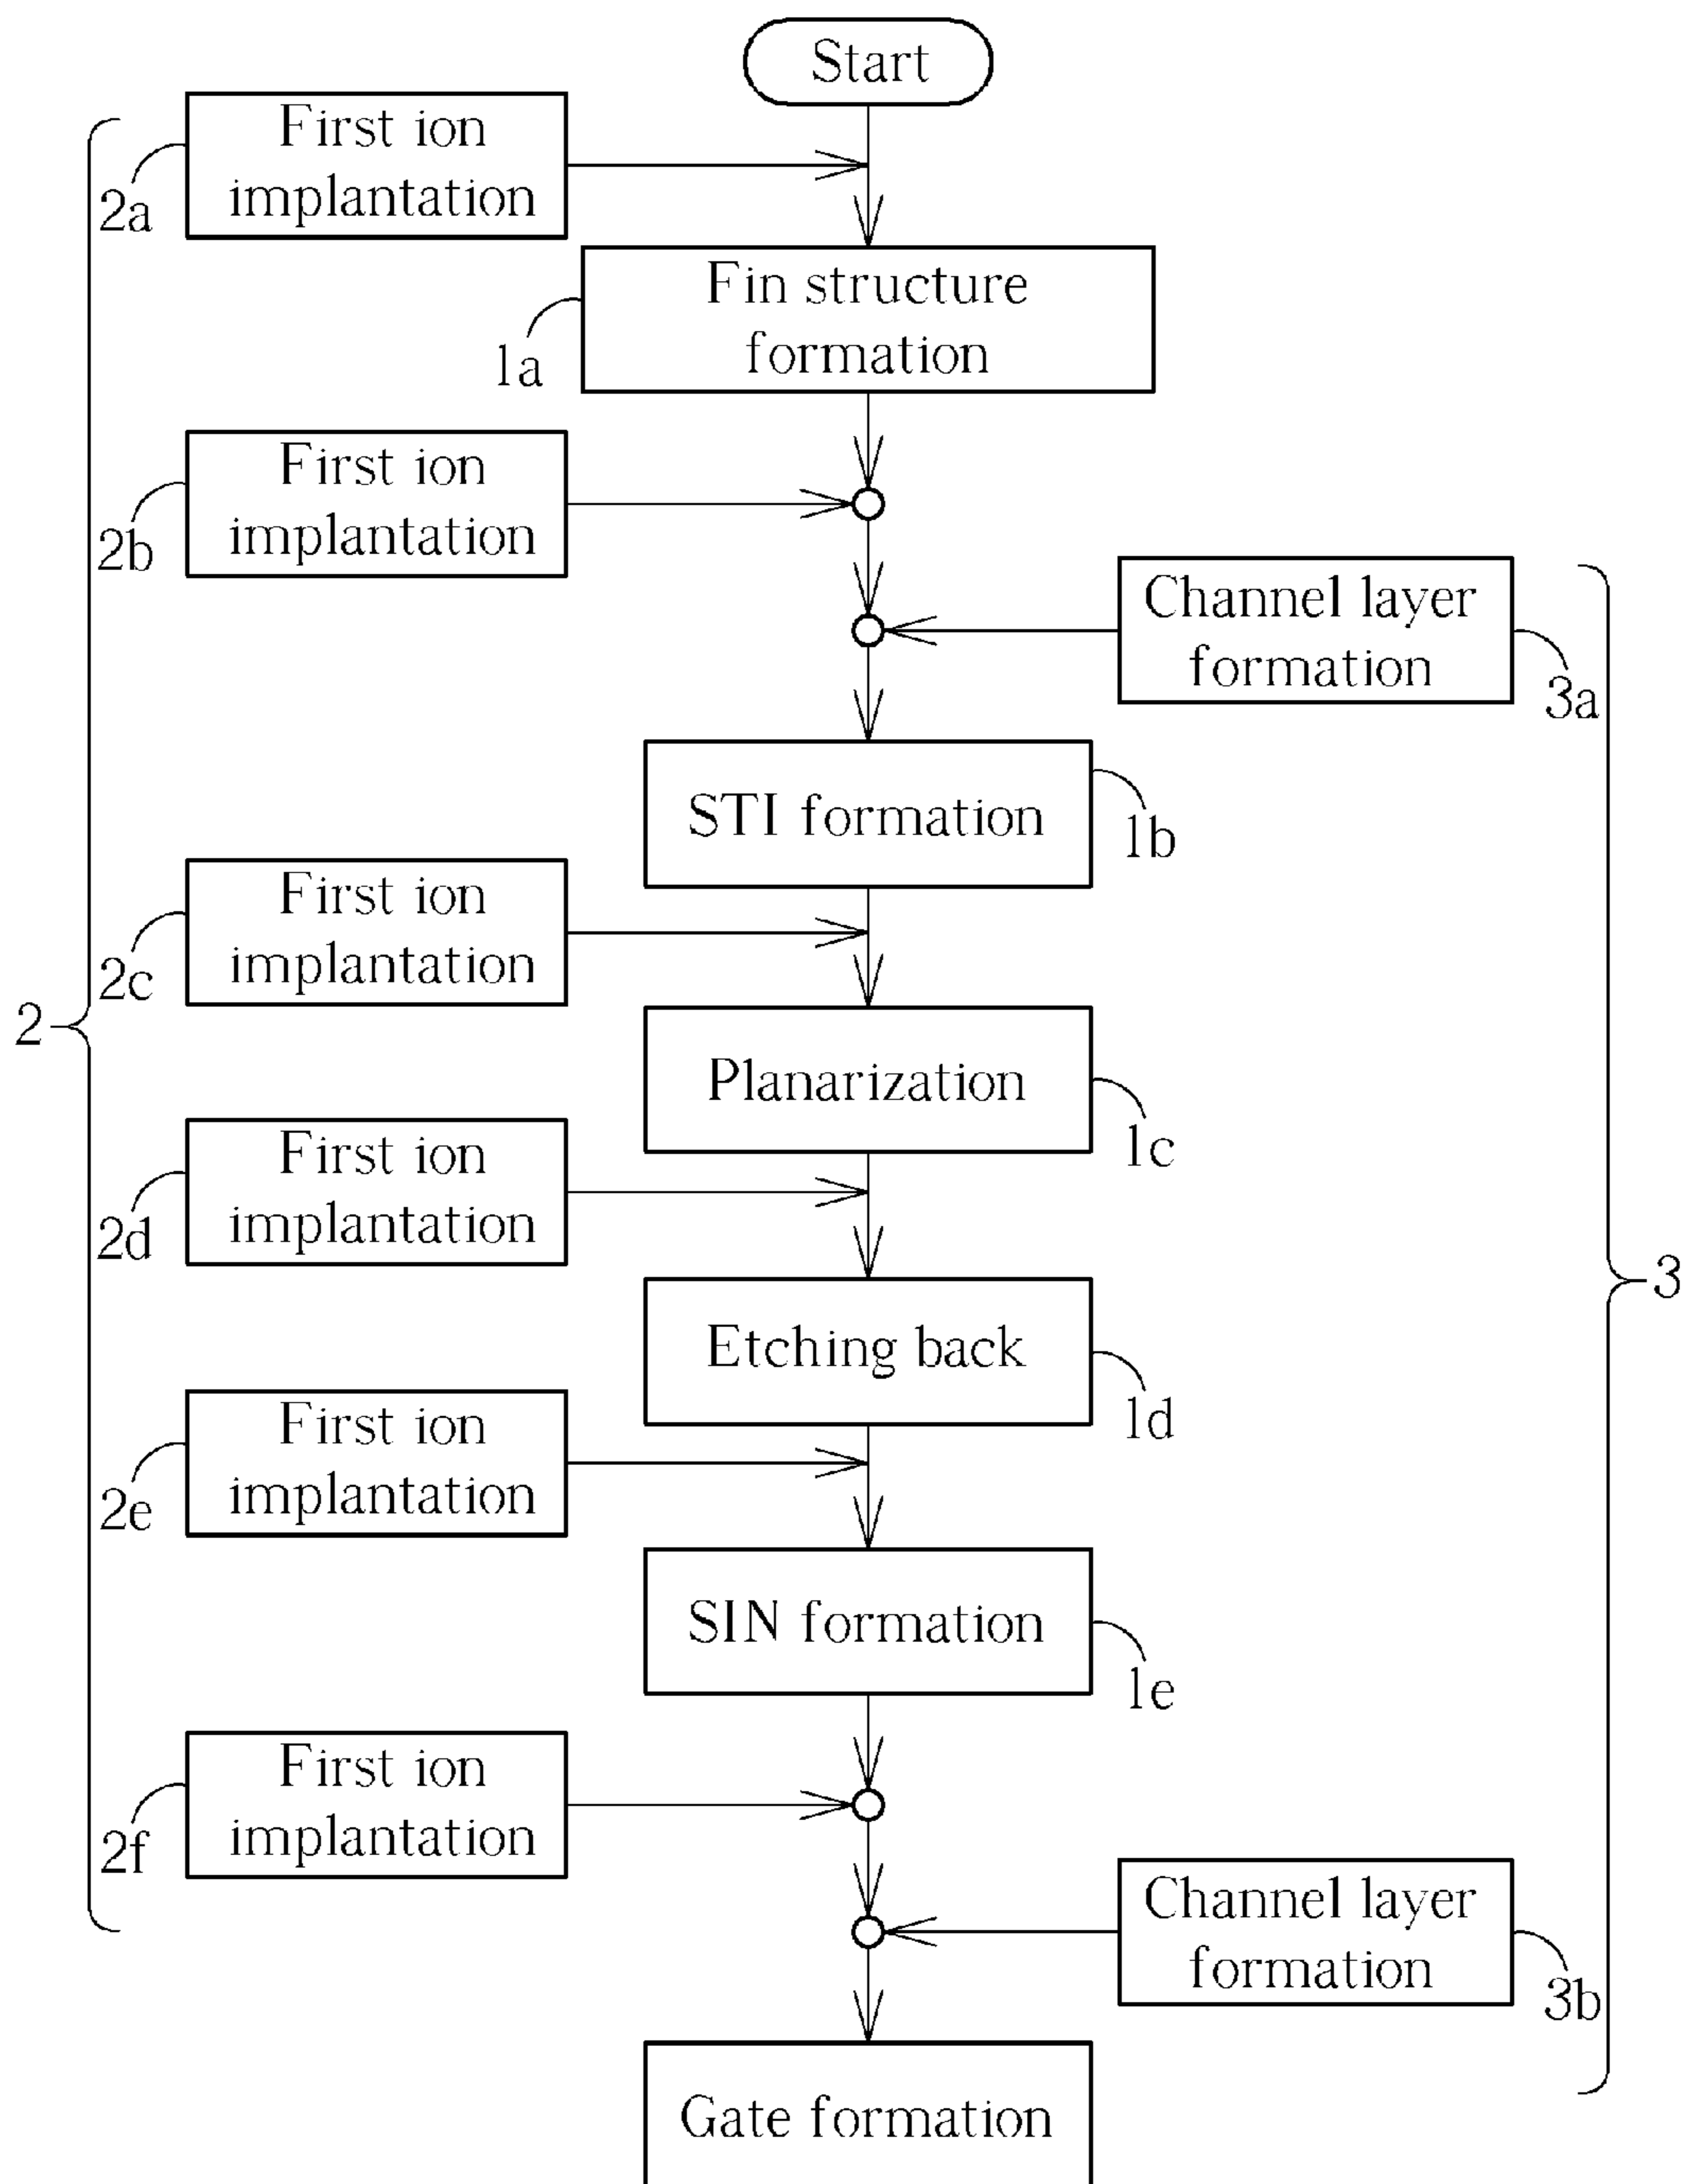 Start
First ion
implantation
2a
Fin structure
formation
1a
First ion
implantation
2b
Channel layer
formation
3a
STI formation
1b
First ion
implantation
2c
2
Planarization
1c
First ion
implantation
2d
3
Etching back
1d
First ion
implantation
2e
SIN formation
1e
First ion
implantation
2f
Channel layer
formation
3b
Gate formation